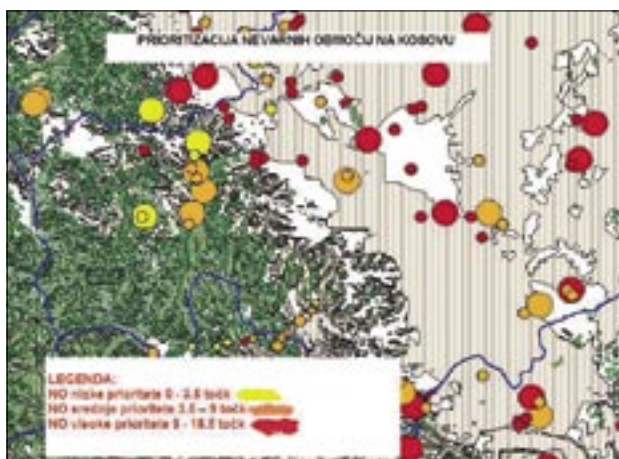 PRIORITIZACIJA NEVARNIH OBMOČIJ NA KOSOVU
LEGENDA:
NO nizke prioritete 0 - 3.5 točk
NO srednje prioritete 3.5 - 9 točk
NO visoke prioritete 9 - 18.5 točk